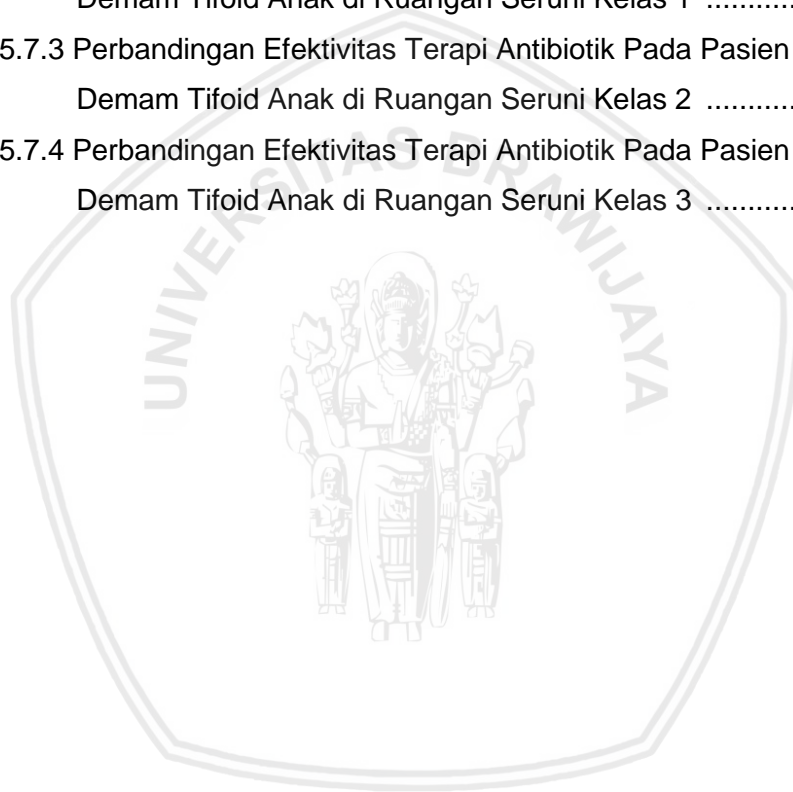 Demam Tifoid Anak di Ruangan Seruni Kelas 1 ...........
5.7.3 Perbandingan Efektivitas Terapi Antibiotik Pada Pasien
Demam Tifoid Anak di Ruangan Seruni Kelas 2 ...........
5.7.4 Perbandingan Efektivitas Terapi Antibiotik Pada Pasien
Demam Tifoid Anak di Ruangan Seruni Kelas 3 ...........
UNIVERSITAS BRAWIJAYA